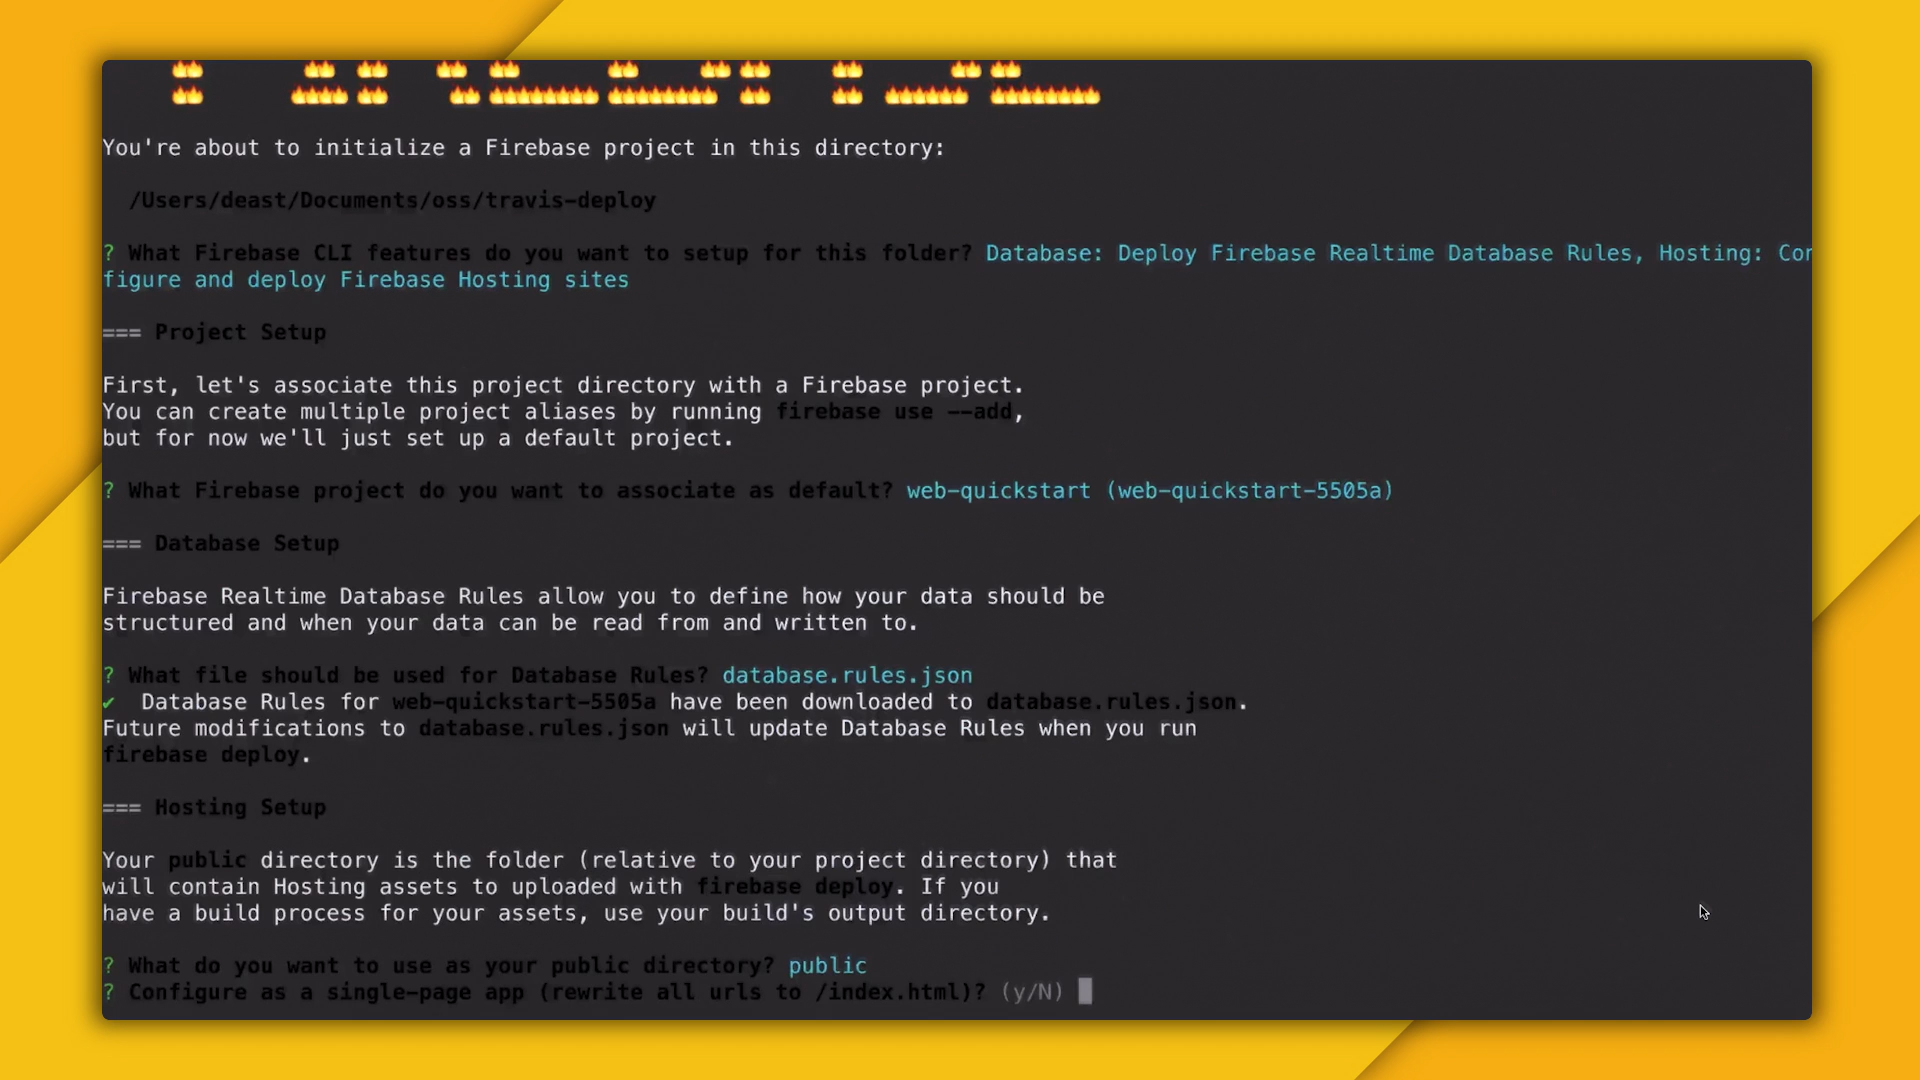 You're about to initialize a Firebase project in this directory:
/Users/deast/Documents/oss/travis-deploy
? What Firebase CLI features do you want to setup for this folder? Database: Deploy Firebase Realtime Database Rules, Hosting: Con
figure and deploy Firebase Hosting sites
=== Project Setup
First, let's associate this project directory with a Firebase project.
You can create multiple project aliases by running firebase use --add,
but for now we'll just set up a default project.
? What Firebase project do you want to associate as default? web-quickstart (web-quickstart-5505a)
=== Database Setup
Firebase Realtime Database Rules allow you to define how your data should be
structured and when your data can be read from and written to.
? What file should be used for Database Rules? database.rules.json
✔ Database Rules for web-quickstart-5505a have been downloaded to database.rules.json.
Future modifications to database.rules.json will update Database Rules when you run
firebase deploy.
=== Hosting Setup
Your public directory is the folder (relative to your project directory) that
will contain Hosting assets to uploaded with firebase deploy. If you
have a build process for your assets, use your build's output directory.
? What do you want to use as your public directory? public
? Configure as a single-page app (rewrite all urls to /index.html)? (y/N)